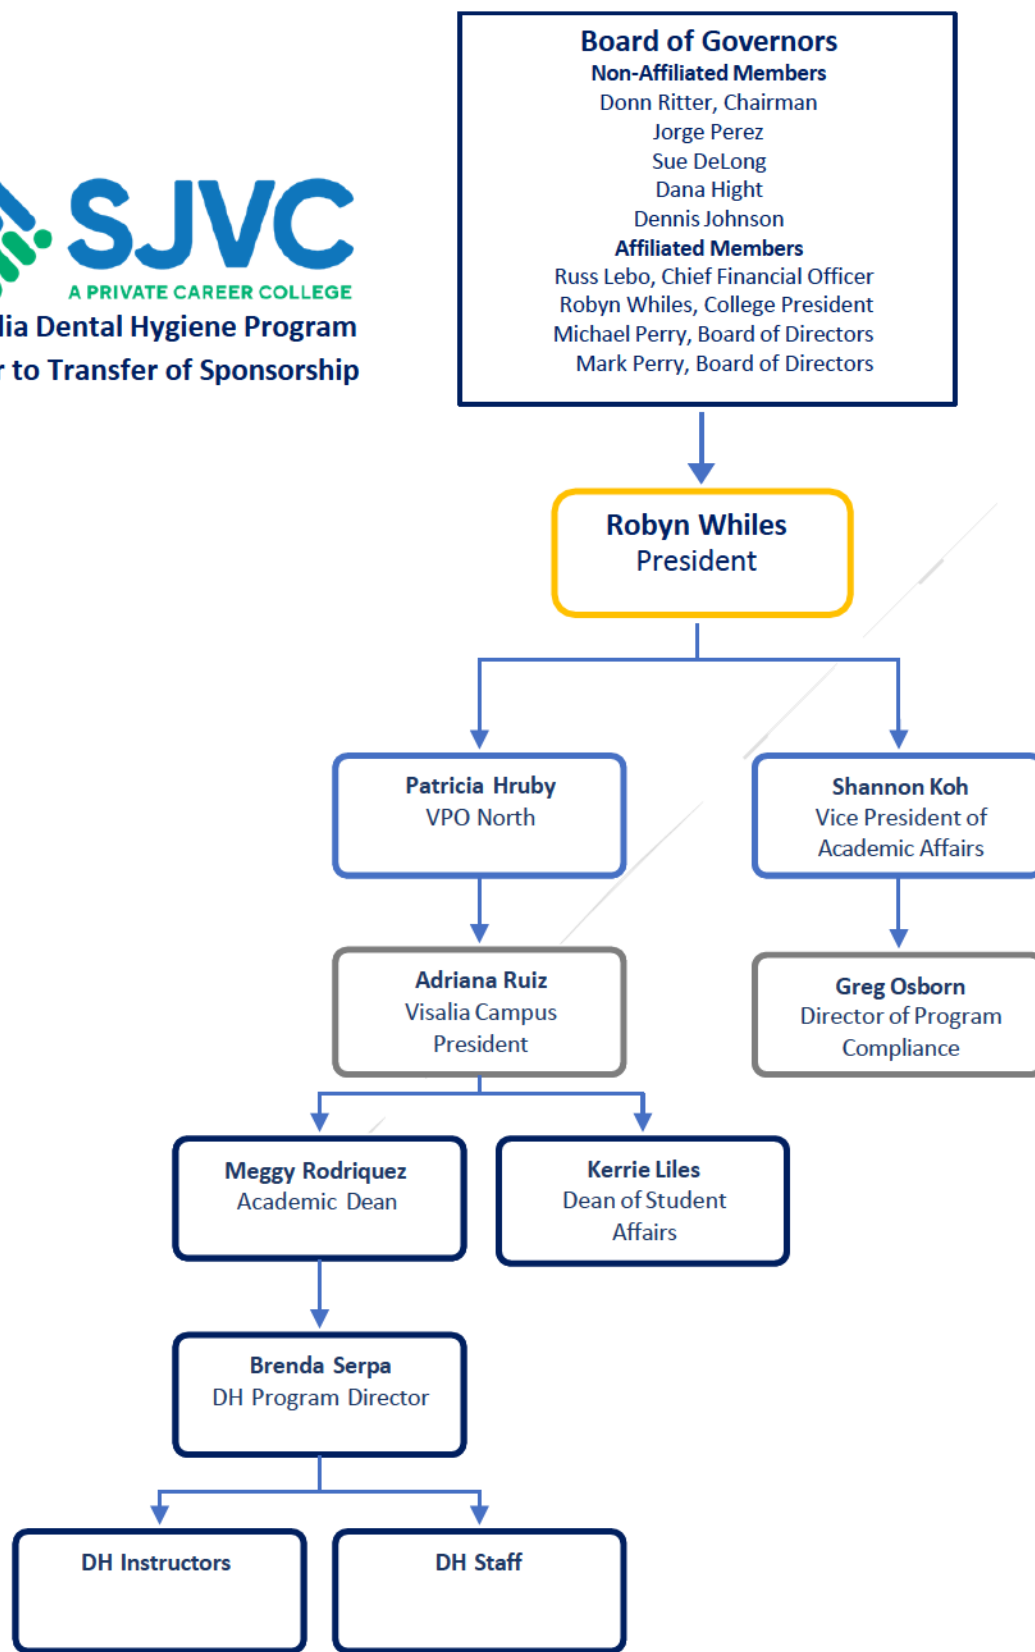 Board of Governors
Non-Affiliated Members
Donn Ritter, Chairman
Jorge Perez
Sue DeLong
Dana Hight
Dennis Johnson
Affiliated Members
Russ Lebo, Chief Financial Officer
Robyn Whiles, College President
Michael Perry, Board of Directors
Mark Perry, Board of Directors
SJVC
A PRIVATE CAREER COLLEGE
Dental Hygiene Program
to Transfer of Sponsorship
Robyn Whiles
President
Patricia Hruby
VPO North
Shannon Koh
Vice President of
Academic Affairs
Adriana Ruiz
Visalia Campus
President
Greg Osborn
Director of Program
Compliance
Meggy Rodriquez
Academic Dean
Kerrie Liles
Dean of Student
Affairs
Brenda Serpa
DH Program Director
DH Instructors
DH Staff